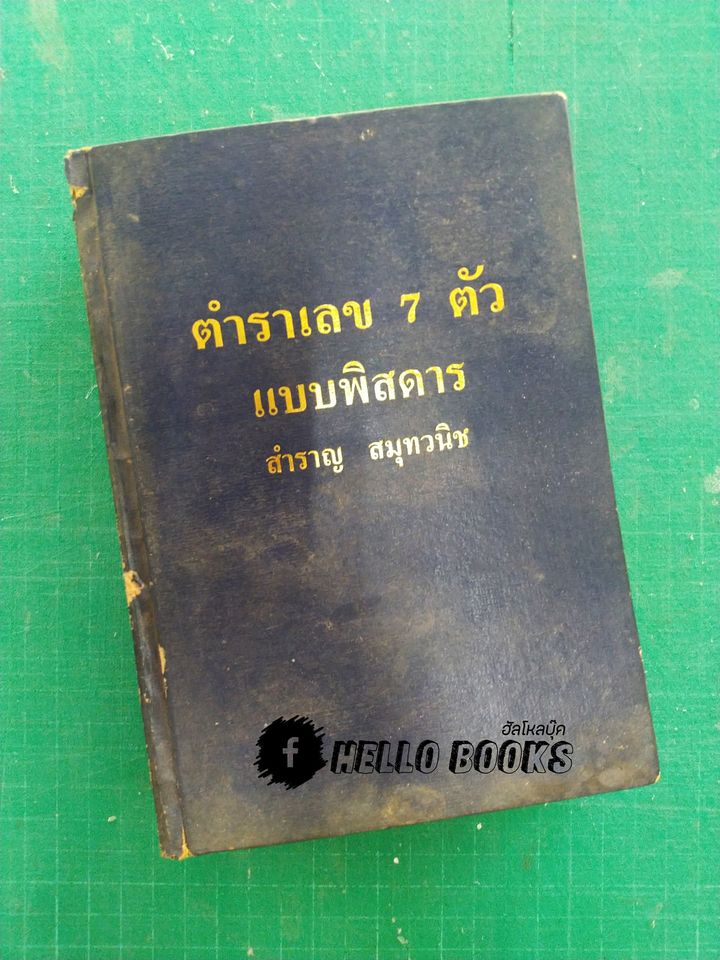 ตำราเลข 7 ตัว
แบบพิสดาร
สำราญ สมุทวนิช
ฮัลโหลบุ๊ค
f HELLO BOOKS